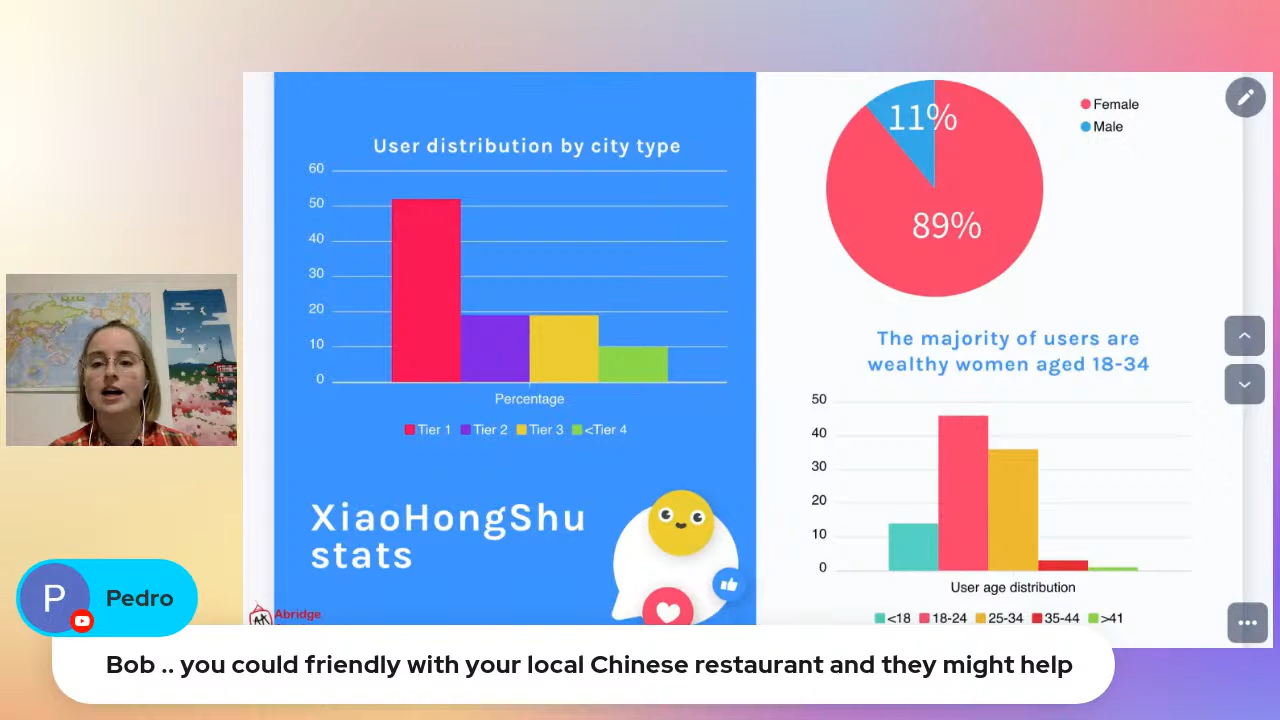 User distribution by city type
60
50
40
30
20
10
0
Percentage
Tier 1 Tier 2 Tier 3 <Tier 4
XiaoHongShu
stats
Abridge
11%
89%
Female
Male
The majority of users are
wealthy women aged 18-34
50
40
30
20
10
0
User age distribution
<18 18-24 25-34 35-44 >41
P
Pedro
Bob .. you could friendly with your local Chinese restaurant and they might help